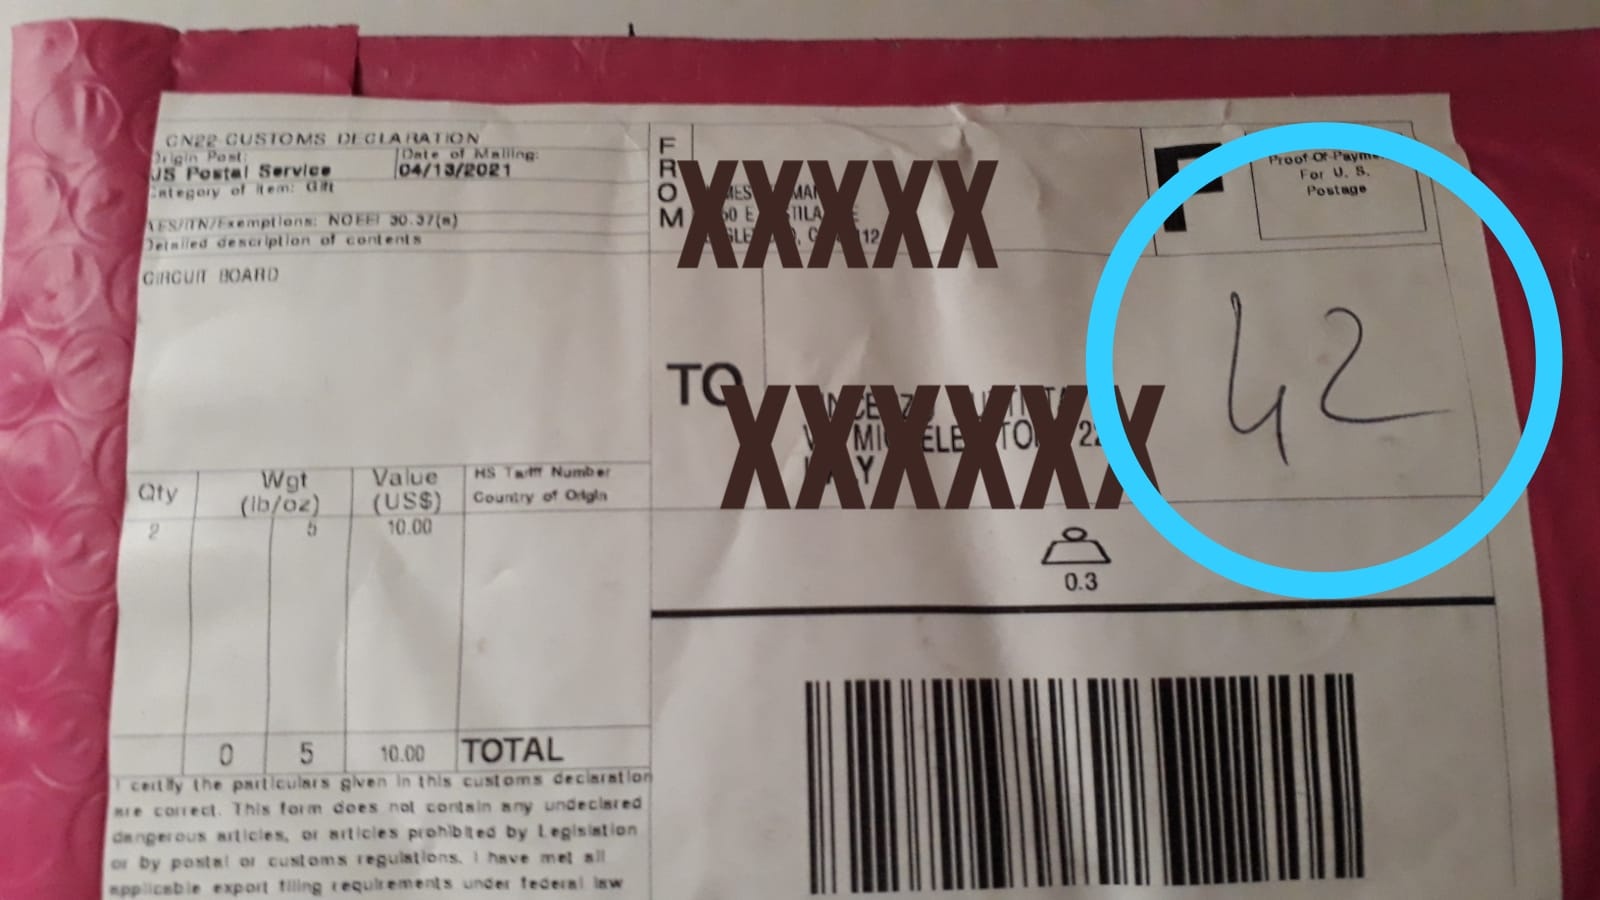 CN22 CUSTOMS DECLARATION
Origin Post:
US Postal Service
Date of Mailing:
04/13/2021
Category of Item: Gift
AES/ITN/Exemptions: NOEEI 30.37(a)
Detailed description of contents
CIRCUIT BOARD
Qty
Wgt
(lb/oz)
Value
(US$)
HS Tariff Number
Country of Origin
2 5 10.00
0 5 10.00 TOTAL
I certify the particulars given in this customs declaration
are correct. This form does not contain any undeclared
dangerous articles, or articles prohibited by Legislation
or by postal or customs regulations. I have met all
applicable export filing requirements under federal law
FROM
XXXXX
F
Proof-Of-Payme
For U. S.
Postage
TO
XXXXXX
42
0.3